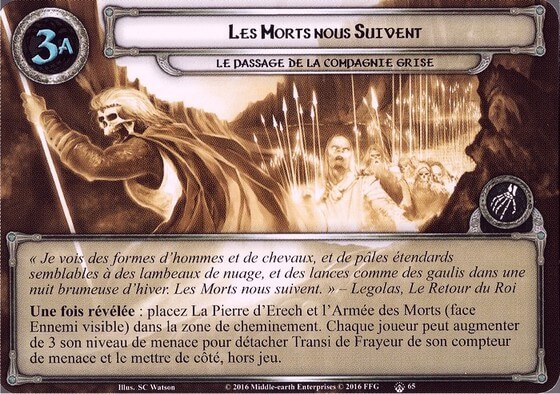 3A
Les Morts nous Suivent
Le passage de la Compagnie Grise
« Je vois des formes d'hommes et de chevaux, et de pâles étendards
semblables à des lambeaux de nuage, et des lances comme des gaulis dans une
nuit brumeuse d'hiver. Les Morts nous suivent. » – Legolas, Le Retour du Roi
Une fois révélée : placez La Pierre d'Erech et l'Armée des Morts (face
Ennemi visible) dans la zone de cheminement. Chaque joueur peut augmenter
de 3 son niveau de menace pour détacher Transi de Frayeur de son compteur
de menace et le mettre de côté, hors jeu.
Illus. SC Watson © 2016 Middle-earth Enterprises © 2016 FFG 65